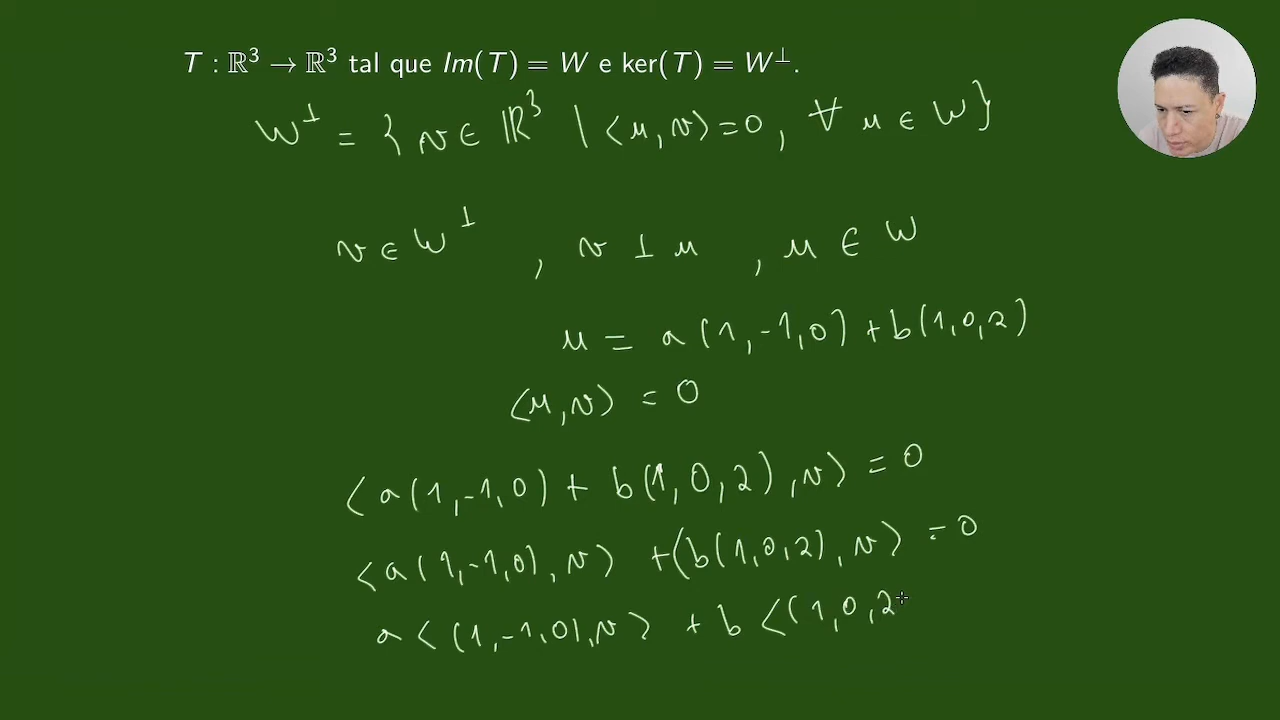 T : ℝ³ → ℝ³ tal que Im(T) = W e ker(T) = W⊥.
W⊥ = { v ∈ ℝ³ | ⟨u, v⟩ = 0, ∀ u ∈ W }
v ∈ W⊥ , v ⊥ u , u ∈ W
u = a(1,-1,0) + b(1,0,2)
⟨u, v⟩ = 0
⟨a(1,-1,0) + b(1,0,2), v⟩ = 0
⟨a(1,-1,0), v⟩ + ⟨b(1,0,2), v⟩ = 0
a⟨(1,-1,0), v⟩ + b⟨(1,0,2